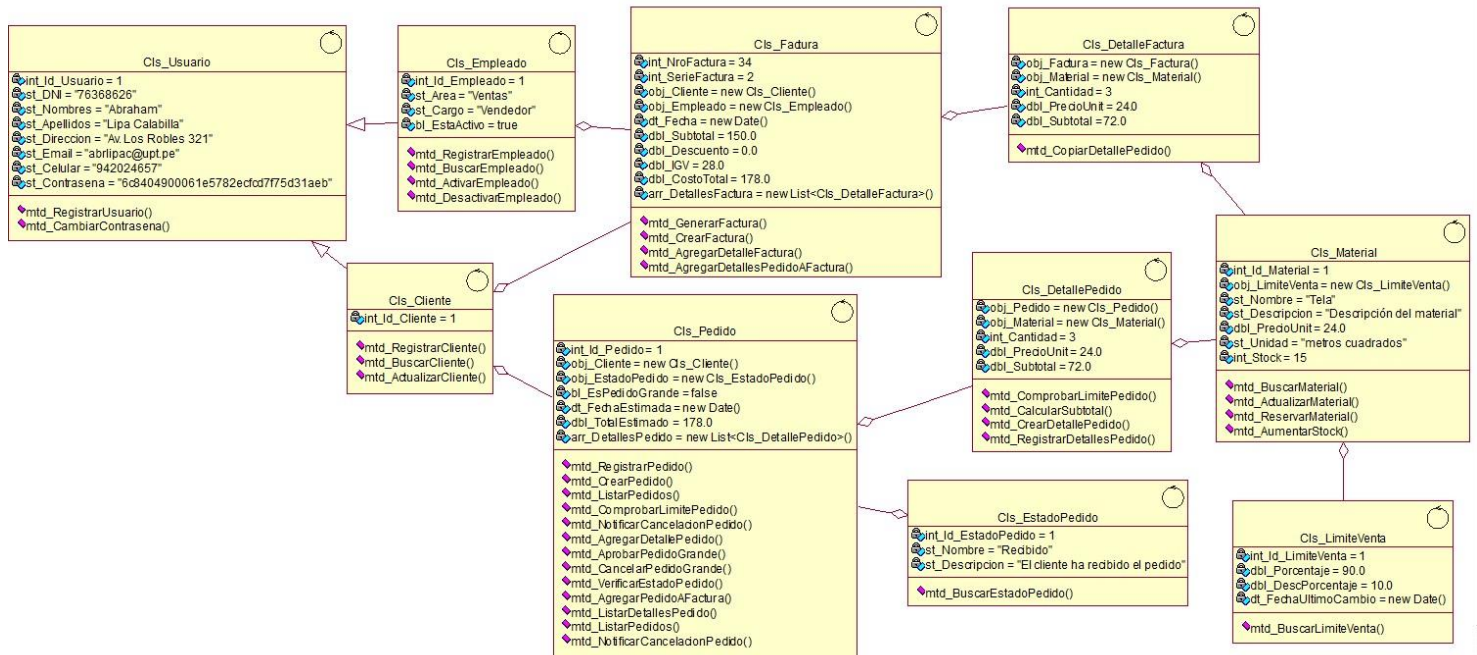 Cls_Usuario
int_Id_Usuario = 1
st_DNI = "76368626"
st_Nombres = "Abraham"
st_Apellidos = "Lipa Calabilla"
st_Direccion = "Av. Los Robles 321"
st_Email = "abrlipac@upt.pe"
st_Celular = "942024657"
st_Contrasena = "6c8404900061e5782ecfcd7f75d31aeb"
mtd_RegistrarUsuario()
mtd_CambiarContrasena()
Cls_Empleado
int_Id_Empleado = 1
st_Area = "Ventas"
st_Cargo = "Vendedor"
bl_EstaActivo = true
mtd_RegistrarEmpleado()
mtd_BuscarEmpleado()
mtd_ActivarEmpleado()
mtd_DesactivarEmpleado()
Cls_Factura
int_NroFactura = 34
int_SerieFactura = 2
obj_Cliente = new Cls_Cliente()
obj_Empleado = new Cls_Empleado()
dt_Fecha = new Date()
dbl_Subtotal = 150.0
dbl_Descuento = 0.0
dbl_IGV = 28.0
dbl_CostoTotal = 178.0
arr_DetallesFactura = new List<Cls_DetalleFactura>()
mtd_GenerarFactura()
mtd_CrearFactura()
mtd_AgregarDetalleFactura()
mtd_AgregarDetallesPedidoAFactura()
Cls_DetalleFactura
obj_Factura = new Cls_Factura()
obj_Material = new Cls_Material()
int_Cantidad = 3
dbl_PrecioUnit = 24.0
dbl_Subtotal = 72.0
mtd_CopiarDetallePedido()
Cls_Cliente
int_Id_Cliente = 1
mtd_RegistrarCliente()
mtd_BuscarCliente()
mtd_ActualizarCliente()
Cls_Pedido
int_Id_Pedido = 1
obj_Cliente = new Cls_Cliente()
obj_EstadoPedido = new Cls_EstadoPedido()
bl_EsPedidoGrande = false
dt_FechaEstimada = new Date()
dbl_TotalEstimado = 178.0
arr_DetallesPedido = new List<Cls_DetallePedido>()
mtd_RegistrarPedido()
mtd_CrearPedido()
mtd_ListarPedidos()
mtd_ComprobarLimitePedido()
mtd_NotificarCancelacionPedido()
mtd_AgregarDetallePedido()
mtd_AprobarPedidoGrande()
mtd_CancelarPedidoGrande()
mtd_VerificarEstadoPedido()
mtd_AgregarPedidoAFactura()
mtd_ListarDetallesPedido()
mtd_ListarPedidos()
mtd_NotificarCancelacionPedido()
Cls_DetallePedido
obj_Pedido = new Cls_Pedido()
obj_Material = new Cls_Material()
int_Cantidad = 3
dbl_PrecioUnit = 24.0
dbl_Subtotal = 72.0
mtd_ComprobarLimitePedido()
mtd_CalcularSubtotal()
mtd_CrearDetallePedido()
mtd_RegistrarDetallesPedido()
Cls_Material
int_Id_Material = 1
obj_LimiteVenta = new Cls_LimiteVenta()
st_Nombre = "Tela"
st_Descripcion = "Descripción del material"
dbl_PrecioUnit = 24.0
st_Unidad = "metros cuadrados"
int_Stock = 15
mtd_BuscarMaterial()
mtd_ActualizarMaterial()
mtd_ReservarMaterial()
mtd_AumentarStock()
Cls_EstadoPedido
int_Id_EstadoPedido = 1
st_Nombre = "Recibido"
st_Descripcion = "El cliente ha recibido el pedido"
mtd_BuscarEstadoPedido()
Cls_LimiteVenta
int_Id_LimiteVenta = 1
dbl_Porcentaje = 90.0
dbl_DescPorcentaje = 10.0
dt_FechaUltimoCambio = new Date()
mtd_BuscarLimiteVenta()